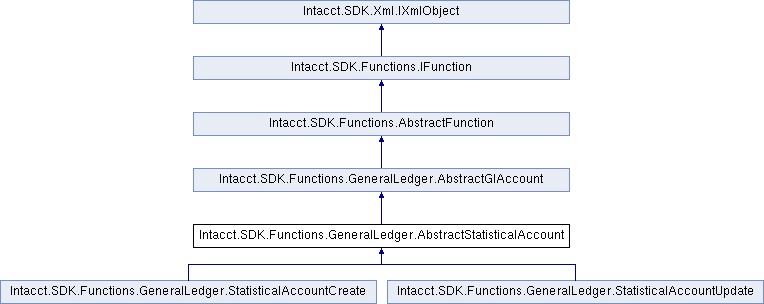 Intacct.SDK.Xml.IXmlObject
Intacct.SDK.Functions.IFunction
Intacct.SDK.Functions.AbstractFunction
Intacct.SDK.Functions.GeneralLedger.AbstractGlAccount
Intacct.SDK.Functions.GeneralLedger.AbstractStatisticalAccount
Intacct.SDK.Functions.GeneralLedger.StatisticalAccountCreate
Intacct.SDK.Functions.GeneralLedger.StatisticalAccountUpdate